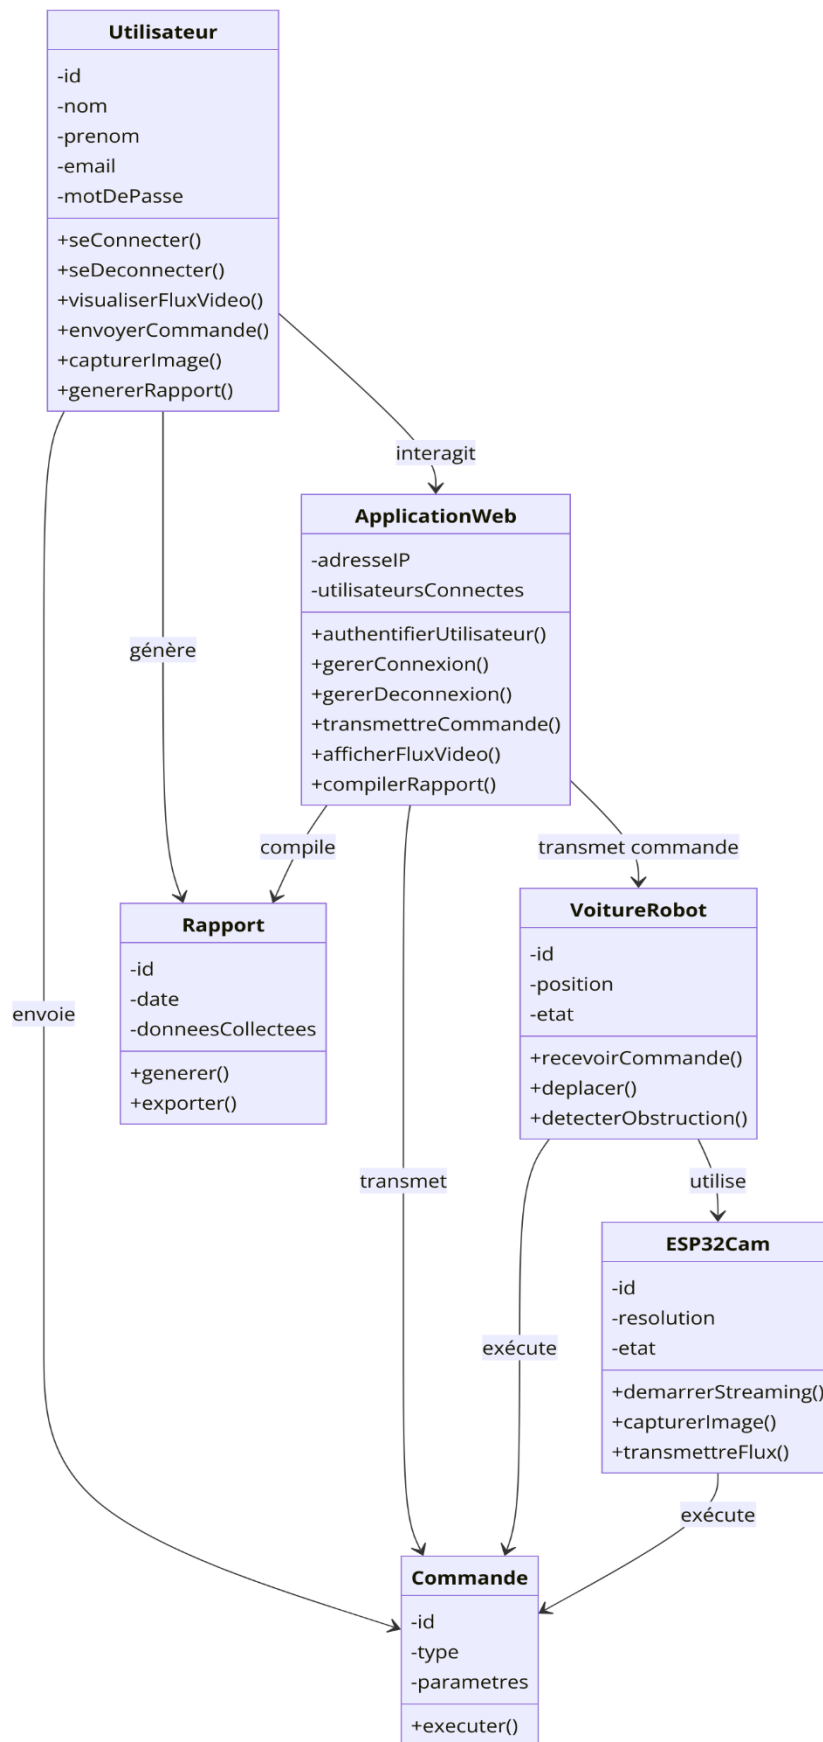 Utilisateur
-id
-nom
-prenom
-email
-motDePasse
+seConnecter()
+seDeconnecter()
+visualiserFluxVideo()
+envoyerCommande()
+capturerImage()
+genererRapport()
interagit
ApplicationWeb
-adresseIP
-utilisateursConnectes
+authentifierUtilisateur()
+gererConnexion()
+gererDeconnexion()
+transmettreCommande()
+afficherFluxVideo()
+compilerRapport()
génère
compile
transmet commande
Rapport
-id
-date
-donneesCollectees
+generer()
+exporter()
VoitureRobot
-id
-position
-etat
+recevoirCommande()
+deplacer()
+detecterObstruction()
envoie
transmet
utilise
ESP32Cam
-id
-resolution
-etat
+demarrerStreaming()
+capturerImage()
+transmettreFlux()
exécute
exécute
Commande
-id
-type
-parametres
+executer()